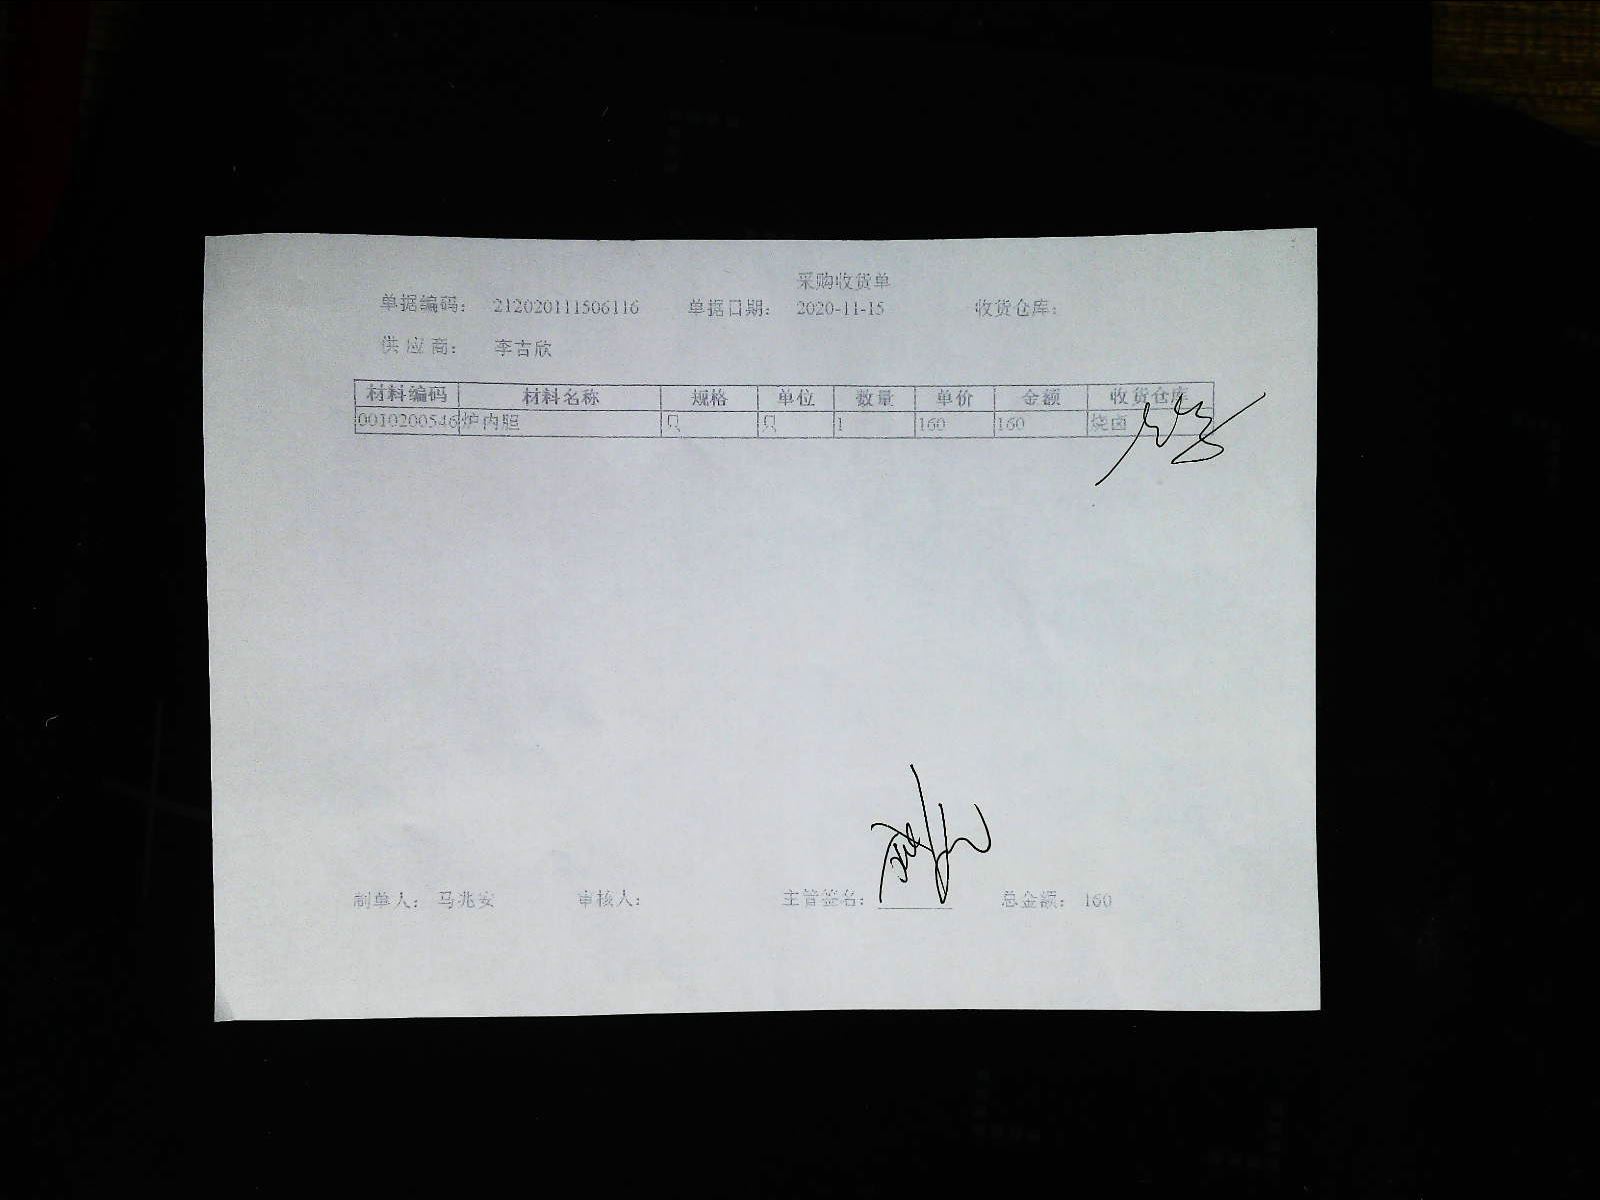 采购收货单
单据编码： 212020111506116 单据日期： 2020-11-15 收货仓库：
供 应 商： 李吉欣
材料编码 材料名称 规格 单位 数量 单价 金额 收货仓库
0010200546 炉内胆 只 只 1 160 160 烧卤
制单人： 马兆安 审核人： 主管签名： 总金额： 160